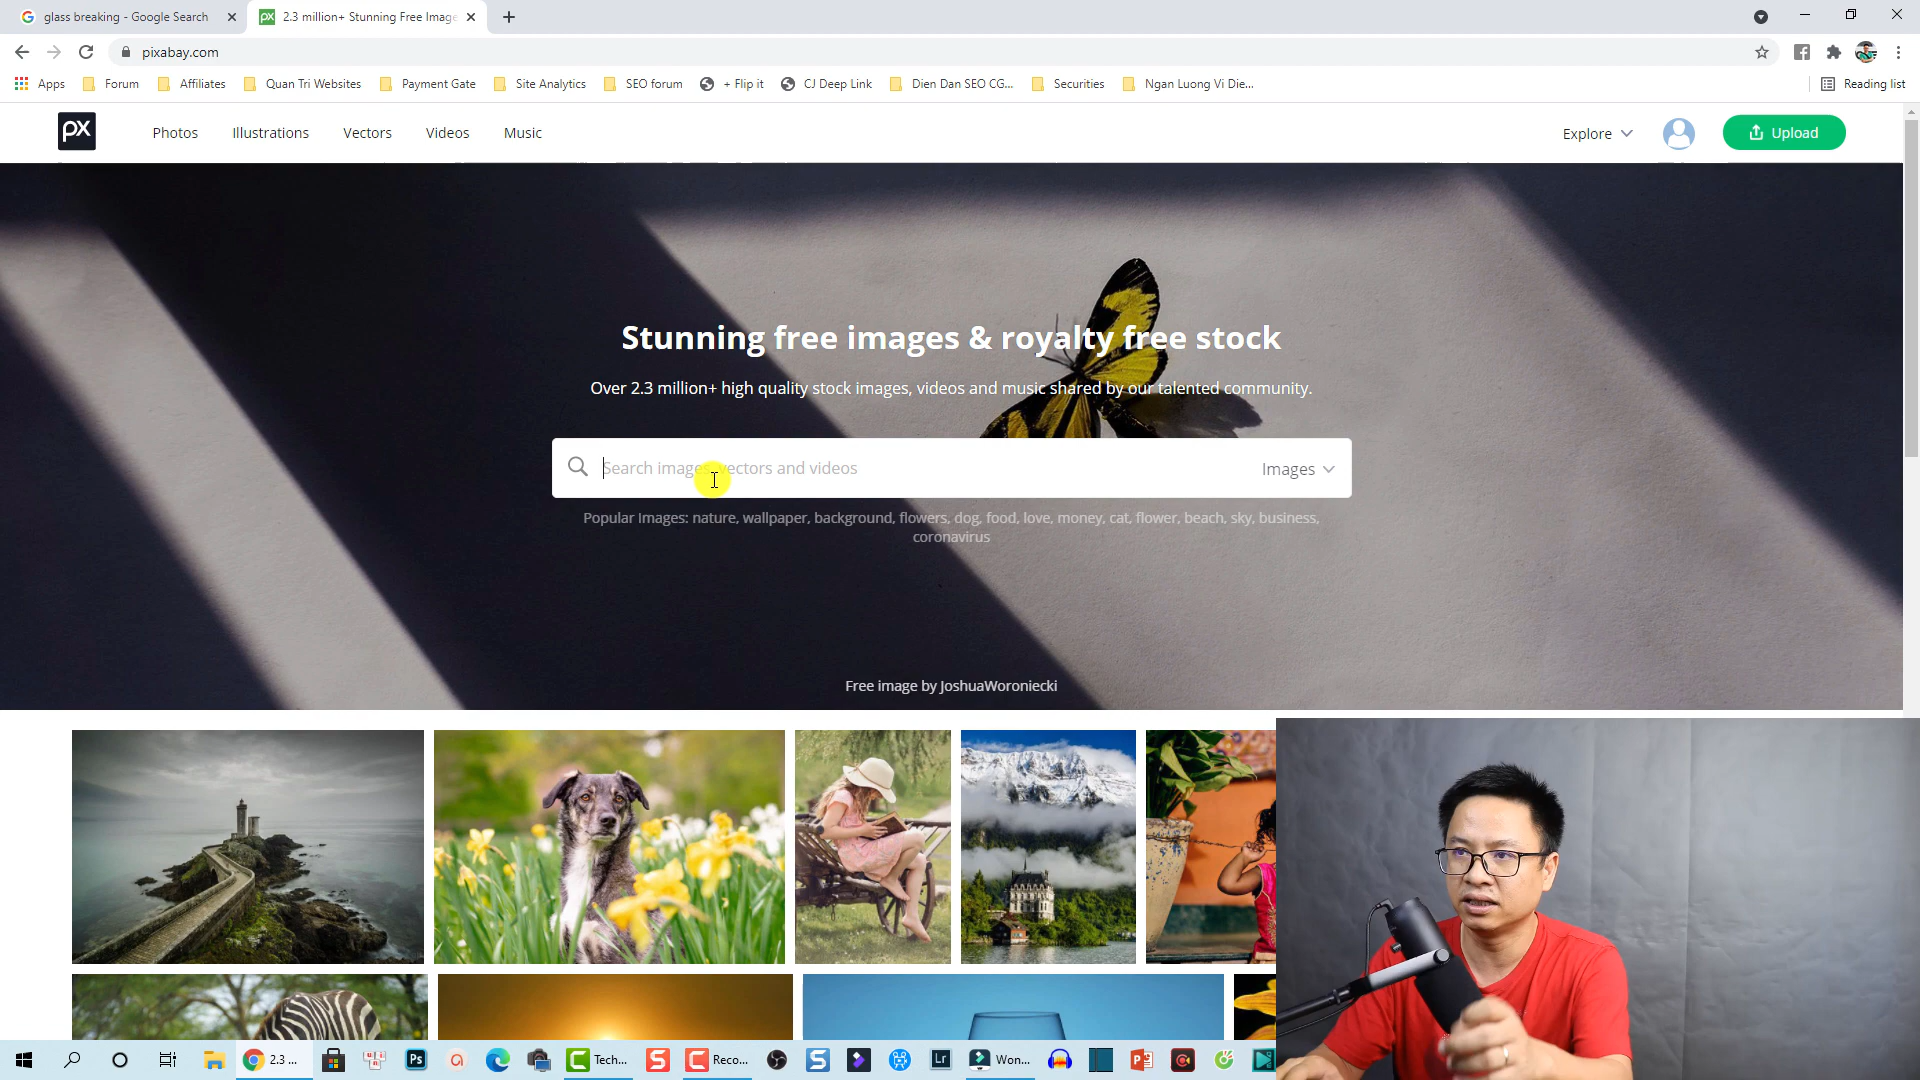 glass breaking - Google Search
2.3 million+ Stunning Free Image
pixabay.com
Apps Forum Affiliates Quan Tri Websites Payment Gate Site Analytics SEO forum + Flip it CJ Deep Link Dien Dan SEO CG... Securities Ngan Luong Vi Die... Reading list
px Photos Illustrations Vectors Videos Music Explore Upload
Stunning free images & royalty free stock
Over 2.3 million+ high quality stock images, videos and music shared by our talented community.
Search images, vectors and videos Images
Popular Images: nature, wallpaper, background, flowers, dog, food, love, money, cat, flower, beach, sky, business,
coronavirus
Free image by JoshuaWoroniecki
2.3 ... Ps Tech... Reco... Lr Won...